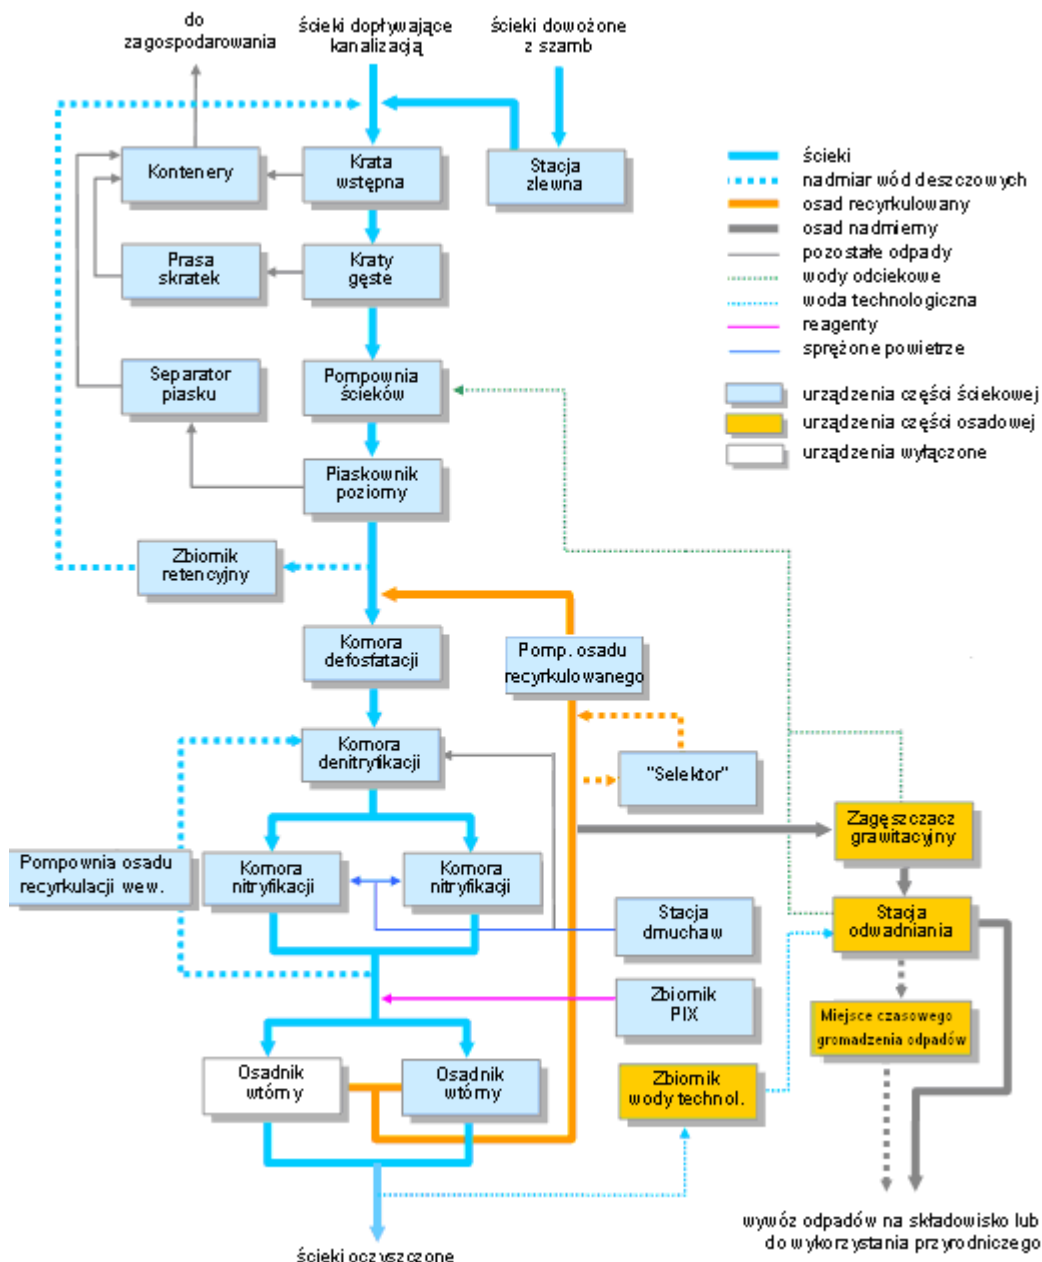 do
zagospodarowania
ścieki dopływające
kanalizacją
ścieki dowożone
z szamb
Kontenery
Krata
wstępna
Stacja
zlewna
Prasa
skratek
Kraty
gęste
Separator
piasku
Pompownia
ścieków
Piaskownik
poziomy
Zbiornik
retencyjny
Komora
defosfatacji
Pomp. osadu
recyrkulowanego
Komora
denitryfikacji
"Selektor"
Zagęszczacz
grawitacyjny
Pompownia osadu
recyrkulacji wew.
Komora
nitryfikacji
Komora
nitryfikacji
Stacja
dmuchaw
Stacja
odwadniania
Zbiornik
PIX
Miejsce czasowego
gromadzenia odpadów
Osadnik
wtórny
Osadnik
wtórny
Zbiornik
wody technol.
wywóz odpadów na składowisko lub
do wykorzystania przyrodniczego
ścieki oczyszczone
ścieki
nadmiar wód deszczowych
osad recyrkulowany
osad nadmierny
pozostałe odpady
wody odciekowe
woda technologiczna
reagenty
sprężone powietrze
urządzenia części ściekowej
urządzenia części osadowej
urządzenia wyłączone